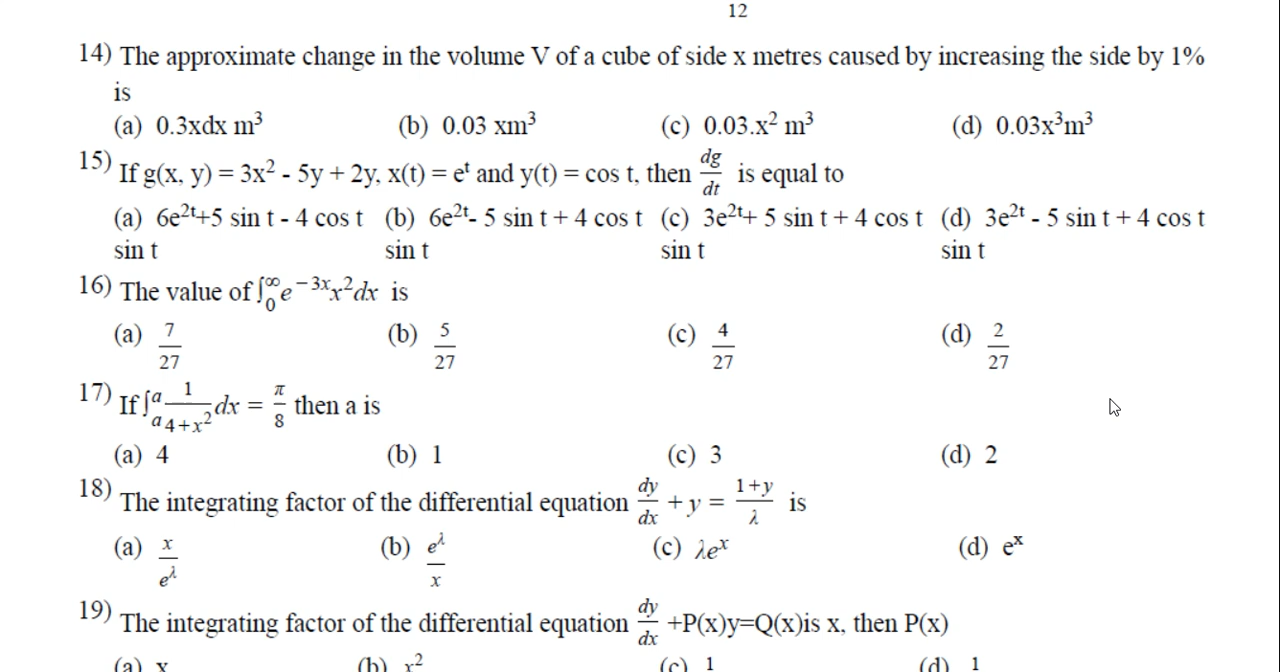 12
14) The approximate change in the volume V of a cube of side x metres caused by increasing the side by 1%
is
(a) 0.3xdx m³ (b) 0.03 xm³ (c) 0.03.x² m³ (d) 0.03x³m³
15) If g(x, y) = 3x² - 5y + 2y, x(t) = eᵗ and y(t) = cos t, then dg/dt is equal to
(a) 6e²ᵗ+5 sin t - 4 cos t (b) 6e²ᵗ- 5 sin t + 4 cos t (c) 3e²ᵗ+ 5 sin t + 4 cos t (d) 3e²ᵗ - 5 sin t + 4 cos t
sin t sin t sin t sin t
16) The value of ∫₀^∞ e⁻³ˣx²dx is
(a) 7/27 (b) 5/27 (c) 4/27 (d) 2/27
17) If ∫ₐᵃ 1/(4+x²) dx = π/8 then a is
(a) 4 (b) 1 (c) 3 (d) 2
18) The integrating factor of the differential equation dy/dx + y = (1+y)/λ is
(a) x/e^λ (b) e^λ/x (c) λeˣ (d) eˣ
19) The integrating factor of the differential equation dy/dx +P(x)y=Q(x)is x, then P(x)
(a) x (b) x² (c) 1 (d) 1